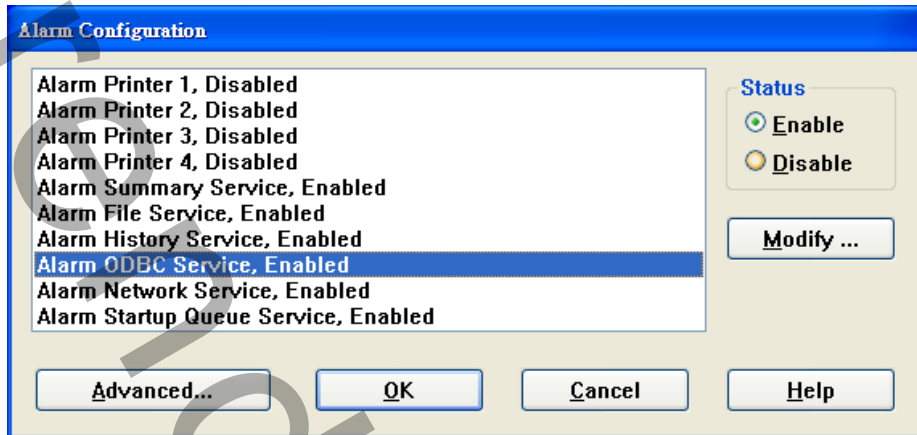 Alarm Configuration
Alarm Printer 1, Disabled
Alarm Printer 2, Disabled
Alarm Printer 3, Disabled
Alarm Printer 4, Disabled
Alarm Summary Service, Enabled
Alarm File Service, Enabled
Alarm History Service, Enabled
Alarm ODBC Service, Enabled
Alarm Network Service, Enabled
Alarm Startup Queue Service, Enabled
Status
Enable
Disable
Modify ...
Advanced...
OK
Cancel
Help